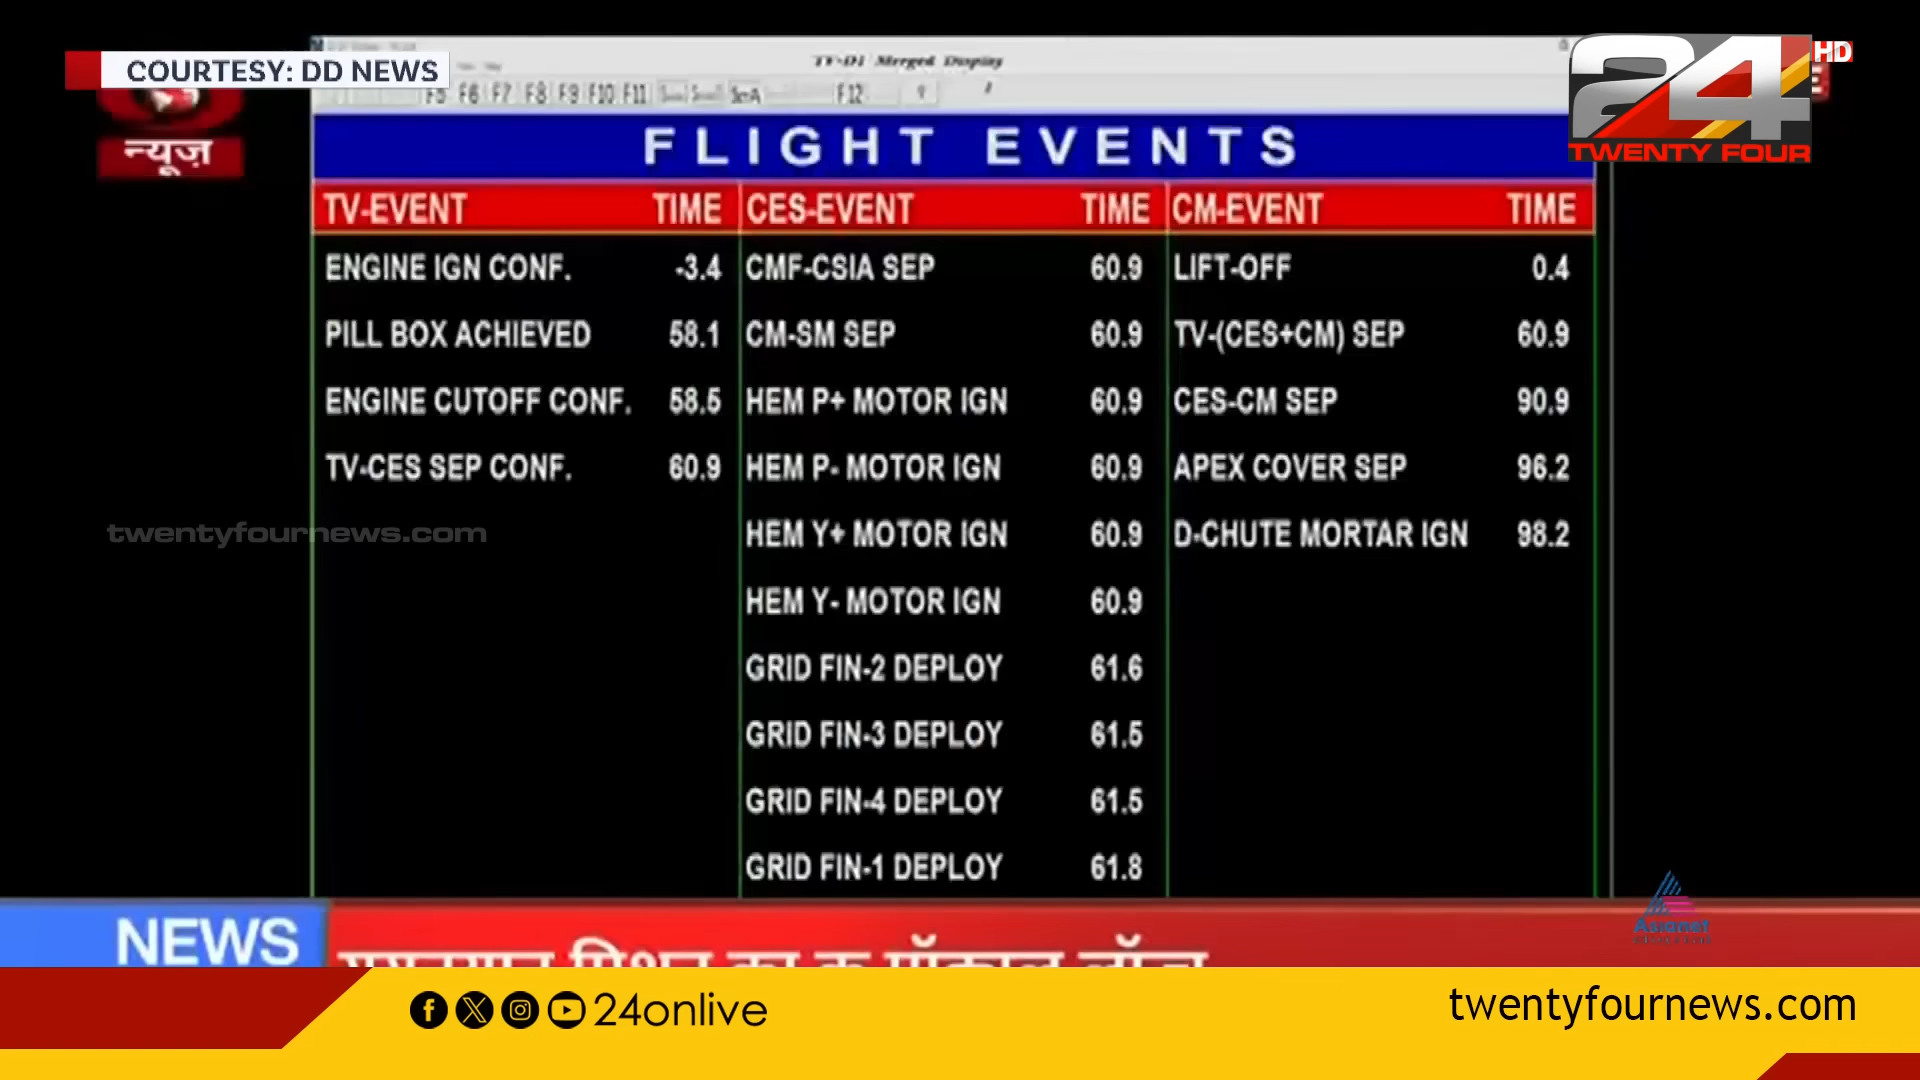 COURTESY: DD NEWS
न्यूज़
TV-D1 Merged Display
F5 F6 F7 F8 F9 F10 F11 ScrA F12
24 HD
TWENTY FOUR
FLIGHT EVENTS
TV-EVENT TIME CES-EVENT TIME CM-EVENT TIME
ENGINE IGN CONF. -3.4 CMF-CSIA SEP 60.9 LIFT-OFF 0.4
PILL BOX ACHIEVED 58.1 CM-SM SEP 60.9 TV-(CES+CM) SEP 60.9
ENGINE CUTOFF CONF. 58.5 HEM P+ MOTOR IGN 60.9 CES-CM SEP 90.9
TV-CES SEP CONF. 60.9 HEM P- MOTOR IGN 60.9 APEX COVER SEP 96.2
HEM Y+ MOTOR IGN 60.9 D-CHUTE MORTAR IGN 98.2
HEM Y- MOTOR IGN 60.9
GRID FIN-2 DEPLOY 61.6
GRID FIN-3 DEPLOY 61.5
GRID FIN-4 DEPLOY 61.5
GRID FIN-1 DEPLOY 61.8
twentyfournews.com
Asianet
NEWS
24onlive
twentyfournews.com